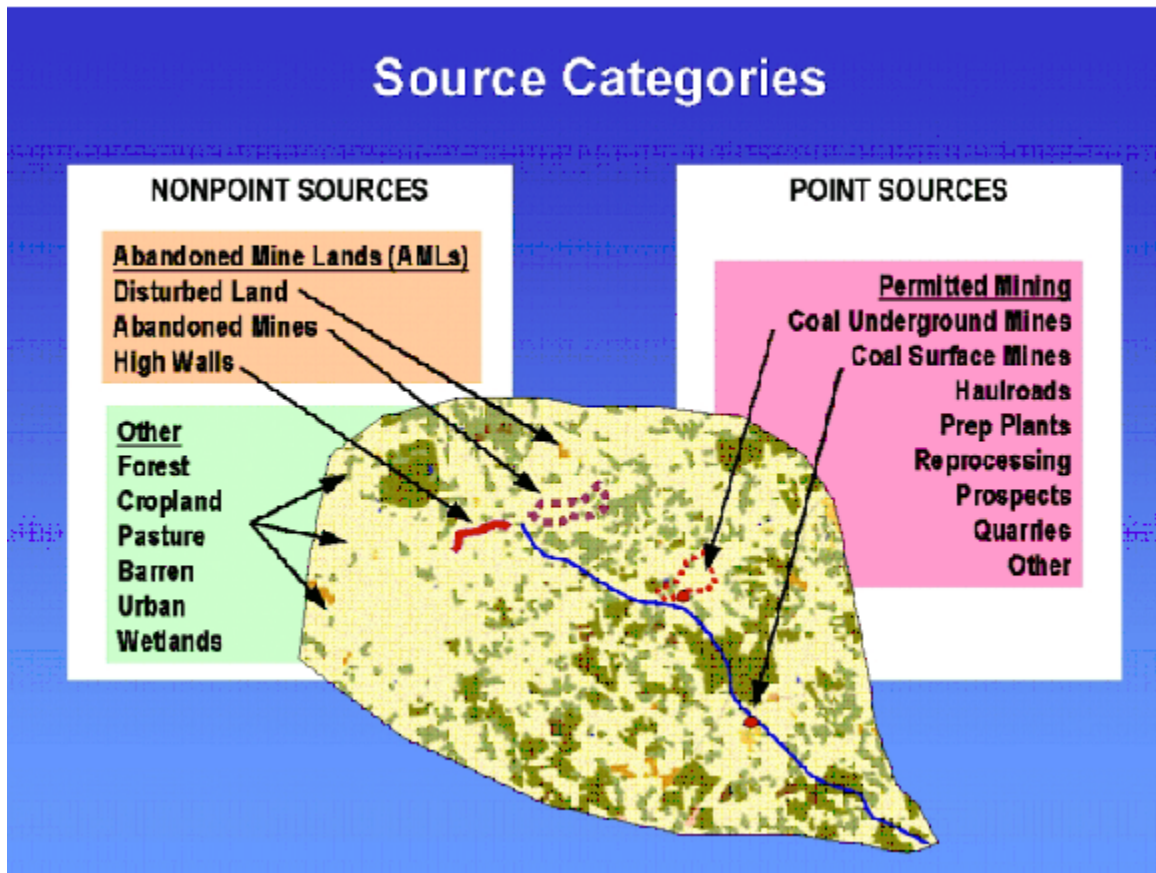 Source Categories
NONPOINT SOURCES
Abandoned Mine Lands (AMLs)
Disturbed Land
Abandoned Mines
High Walls
Other
Forest
Cropland
Pasture
Barren
Urban
Wetlands
POINT SOURCES
Permitted Mining
Coal Underground Mines
Coal Surface Mines
Haulroads
Prep Plants
Reprocessing
Prospects
Quarries
Other